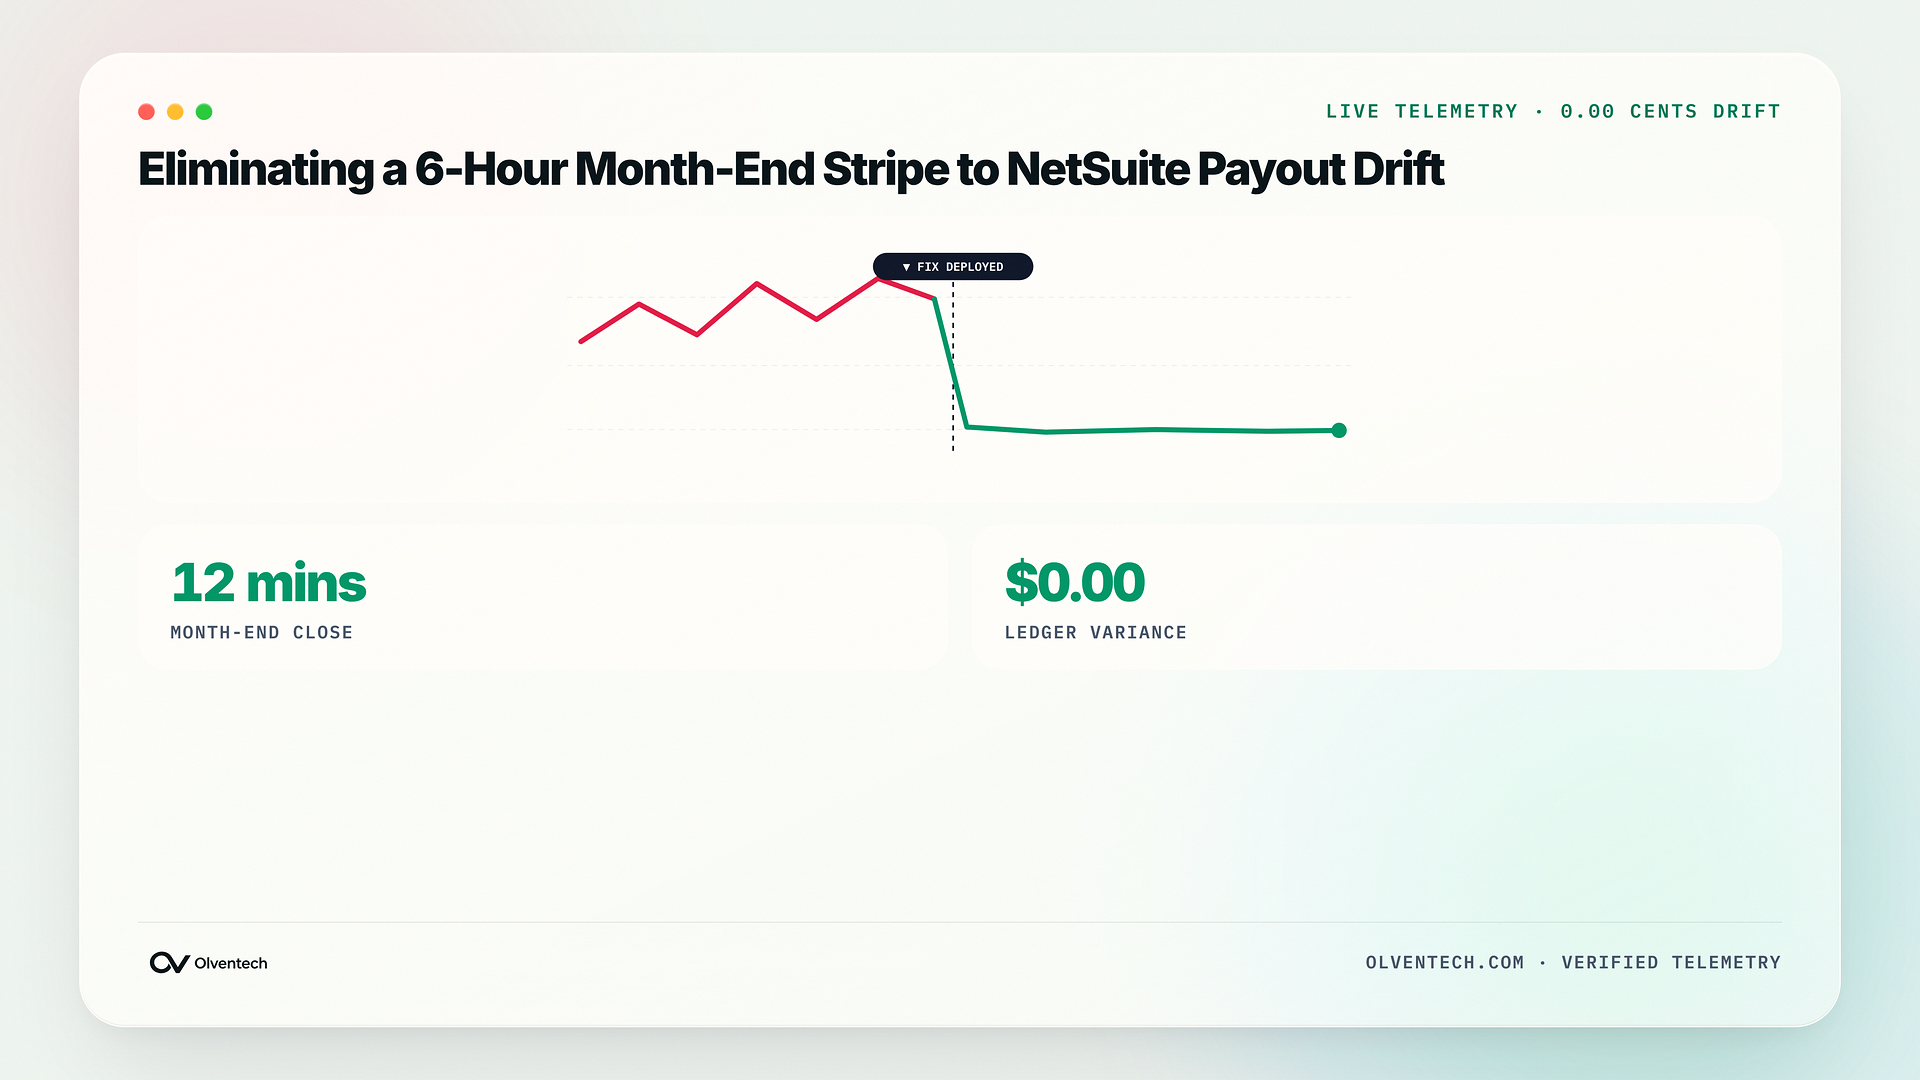 LIVE TELEMETRY · 0.00 CENTS DRIFT
Eliminating a 6-Hour Month-End Stripe to NetSuite Payout Drift
▼ FIX DEPLOYED
12 mins
MONTH-END CLOSE
$0.00
LEDGER VARIANCE
Olventech
OLVENTECH.COM · VERIFIED TELEMETRY